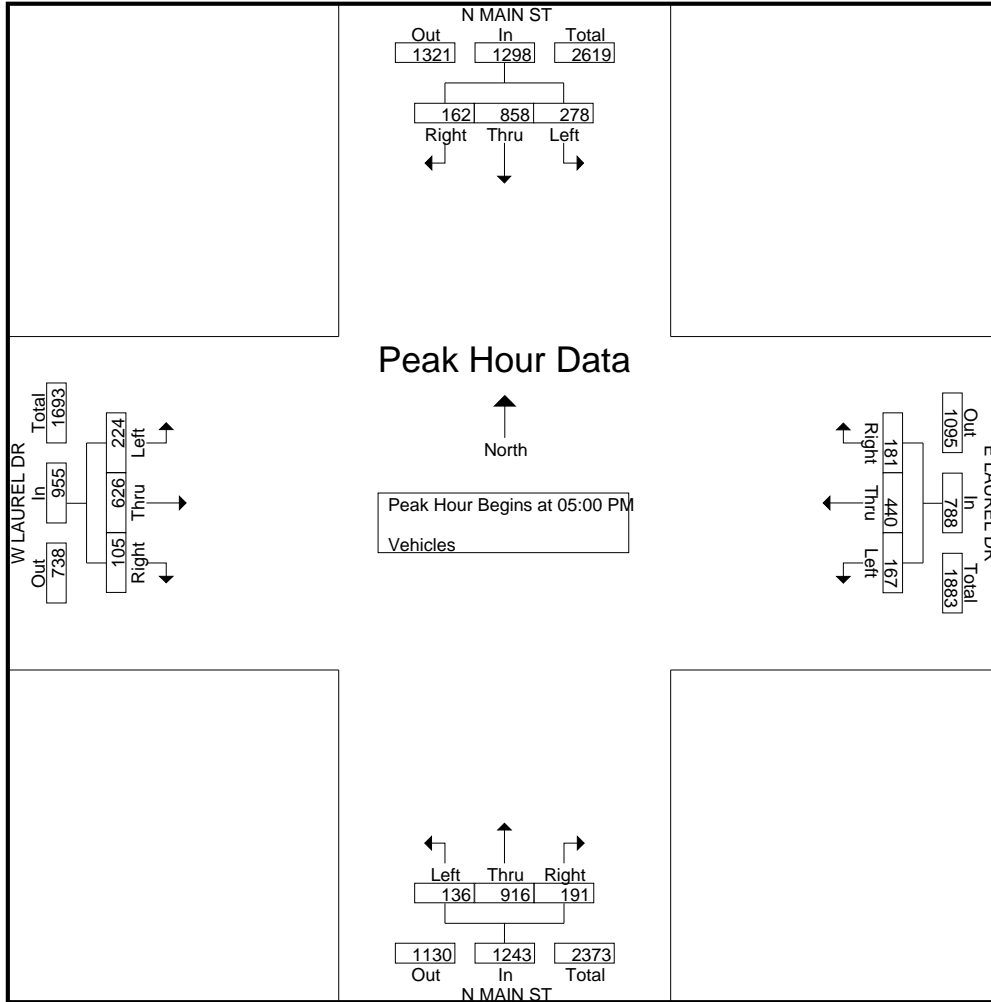 N MAIN ST
Out In Total
1321 1298 2619
162 858 278
Right Thru Left
Peak Hour Data
North
Peak Hour Begins at 05:00 PM
Vehicles
W LAUREL DR
Out In Total
738 955 1693
105 626 224
Right Thru Left
E LAUREL DR
Out In Total
1095 788 1883
181 440 167
Right Thru Left
Left Thru Right
136 916 191
1130 1243 2373
Out In Total
N MAIN ST